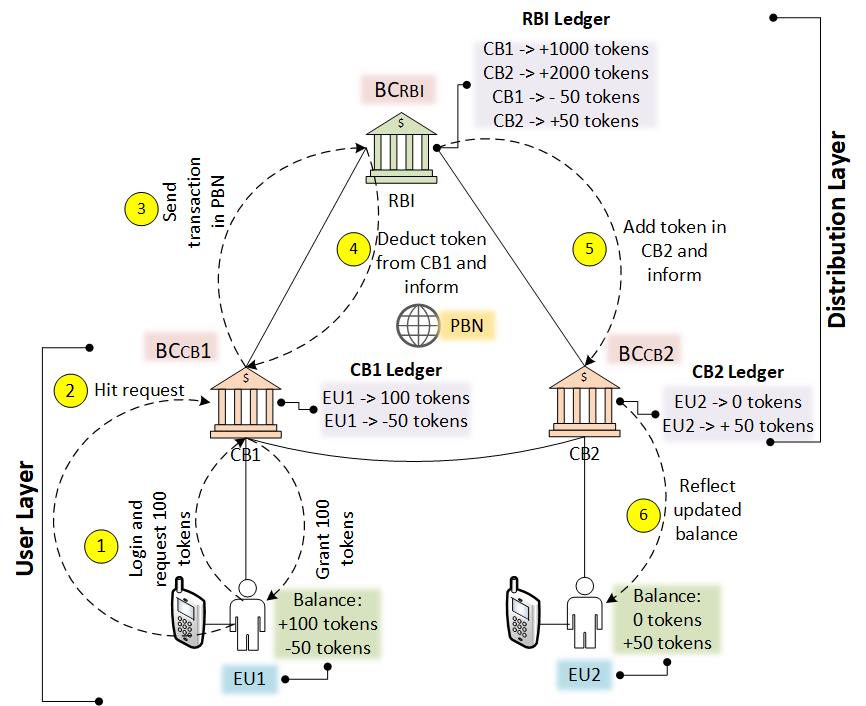 RBI Ledger
CB1 -> +1000 tokens
CB2 -> +2000 tokens
CB1 -> - 50 tokens
CB2 -> +50 tokens
BCRBI
$
RBI
3
Send
transaction
in PBN
4
Deduct token
from CB1 and
inform
5
Add token in
CB2 and
inform
Distribution Layer
PBN
BCCB1
$
CB1
BCCB2
$
CB2
2
Hit request
CB1 Ledger
EU1 -> 100 tokens
EU1 -> -50 tokens
CB2 Ledger
EU2 -> 0 tokens
EU2 -> + 50 tokens
User Layer
1
Login and
request 100
tokens
Grant 100
tokens
6
Reflect
updated
balance
Balance:
+100 tokens
-50 tokens
EU1
Balance:
0 tokens
+50 tokens
EU2